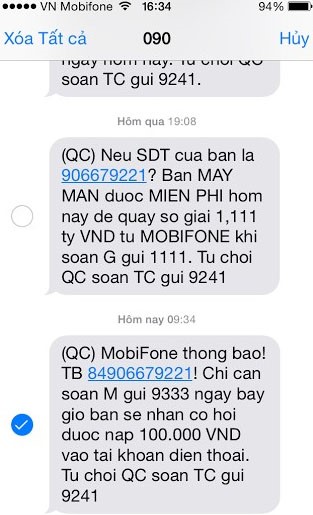 VN Mobifone 16:34 94%
Xóa Tất cả 090 Hủy
ngay hom nay. Tu choi QC
soan TC gui 9241.
Hôm qua 19:08
(QC) Neu SDT cua ban la
906679221? Ban MAY
MAN duoc MIEN PHI hom
nay de quay so giai 1,111
ty VND tu MOBIFONE khi
soan G gui 1111. Tu choi
QC soan TC gui 9241
Hôm nay 09:34
(QC) MobiFone thong bao!
TB 84906679221! Chi can
soan M gui 9333 ngay bay
gio ban se nhan co hoi
duoc nap 100.000 VND
vao tai khoan dien thoai.
Tu choi QC soan TC gui
9241